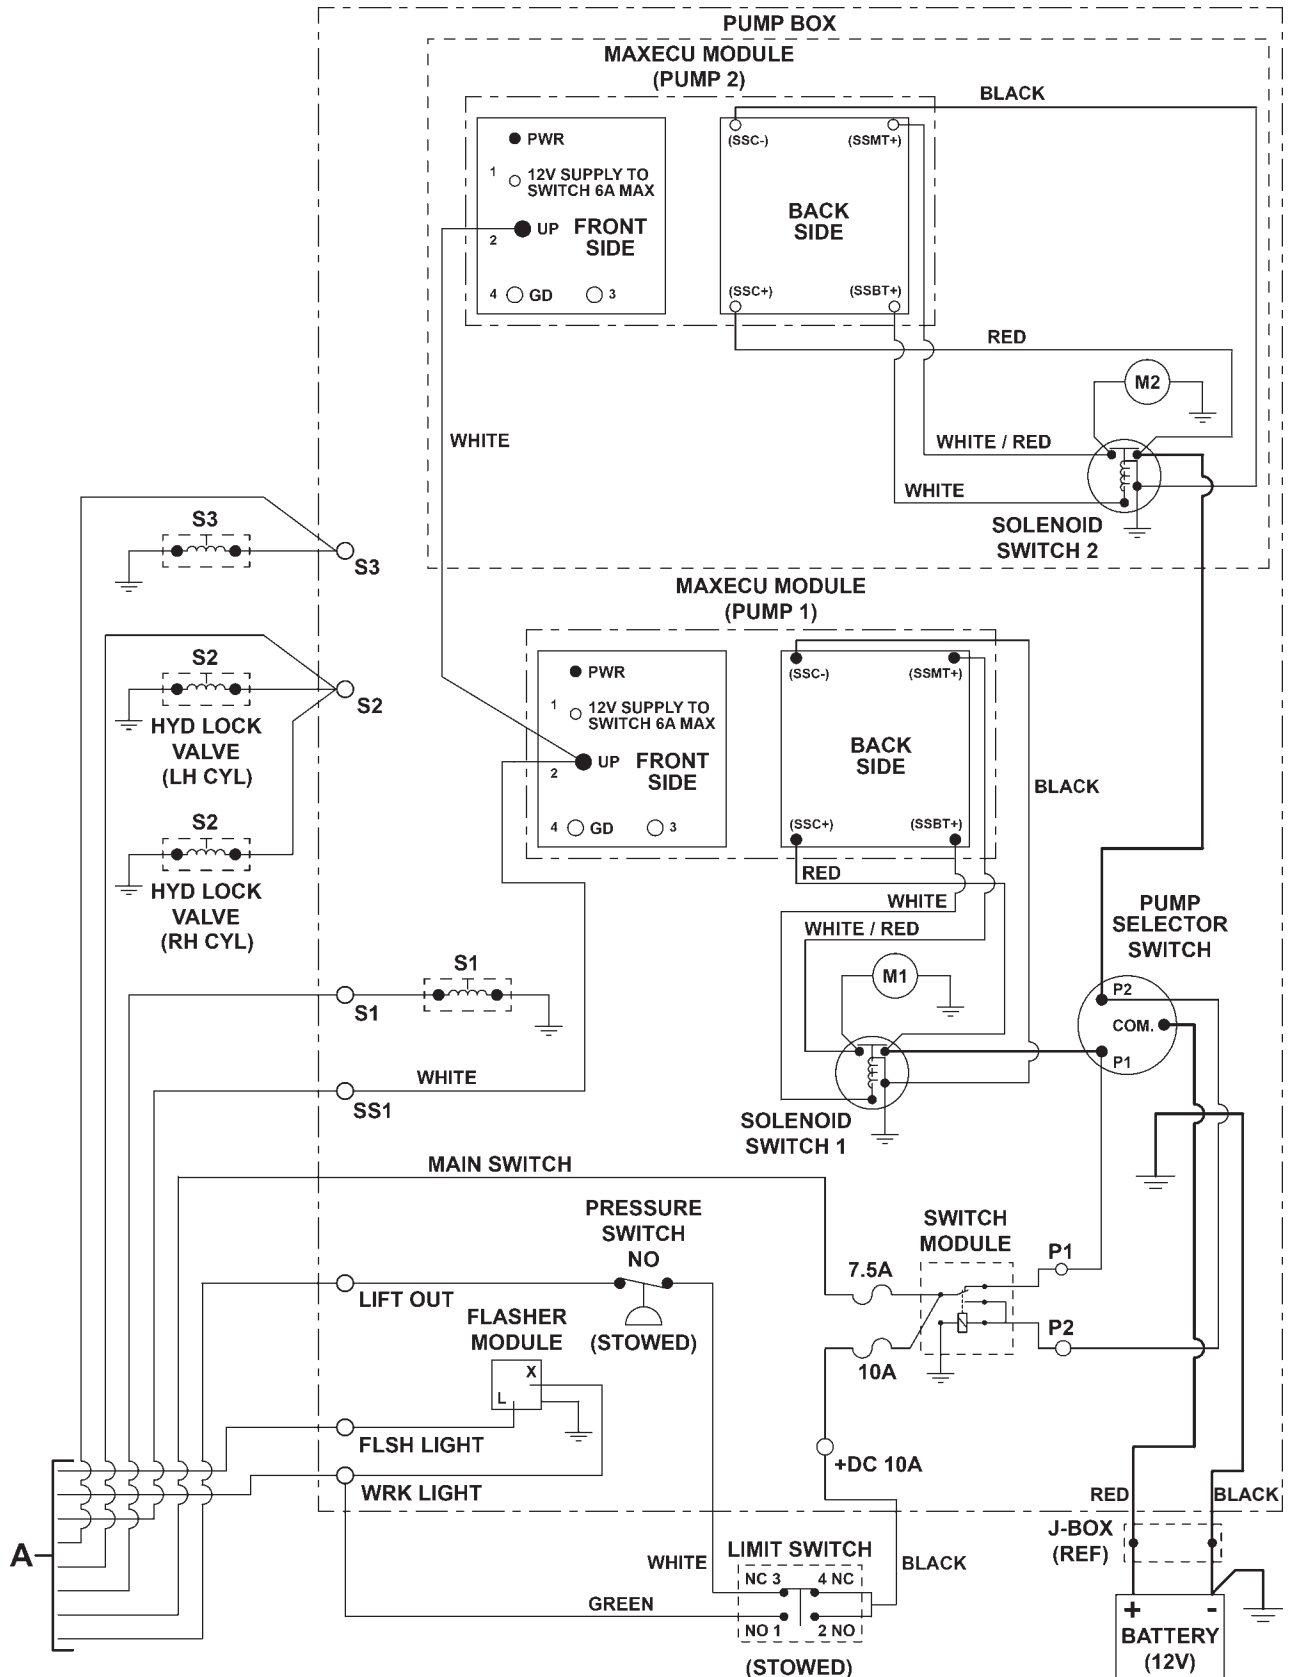 PUMP BOX
MAXECU MODULE
(PUMP 2)
BLACK
PWR
(SSC-)
(SSMT+)
1
12V SUPPLY TO
SWITCH 6A MAX
BACK
SIDE
UP
FRONT
SIDE
2
4
GD
3
(SSC+)
(SSBT+)
RED
M2
WHITE
WHITE / RED
WHITE
SOLENOID
SWITCH 2
S3
S3
MAXECU MODULE
(PUMP 1)
S2
S2
HYD LOCK
VALVE
(LH CYL)
PWR
(SSC-)
(SSMT+)
1
12V SUPPLY TO
SWITCH 6A MAX
BACK
SIDE
UP
FRONT
SIDE
2
BLACK
4
GD
3
(SSC+)
(SSBT+)
S2
HYD LOCK
VALVE
(RH CYL)
RED
WHITE
WHITE / RED
PUMP
SELECTOR
SWITCH
S1
S1
M1
P2
COM.
P1
WHITE
SS1
SOLENOID
SWITCH 1
MAIN SWITCH
PRESSURE
SWITCH
NO
SWITCH
MODULE
P1
7.5A
LIFT OUT
(STOWED)
FLASHER
MODULE
P2
10A
X
L
FLSH LIGHT
+DC 10A
WRK LIGHT
RED
BLACK
J-BOX
(REF)
A
WHITE
LIMIT SWITCH
BLACK
NC 3
4 NC
GREEN
NO 1
2 NO
(STOWED)
+
-
BATTERY
(12V)